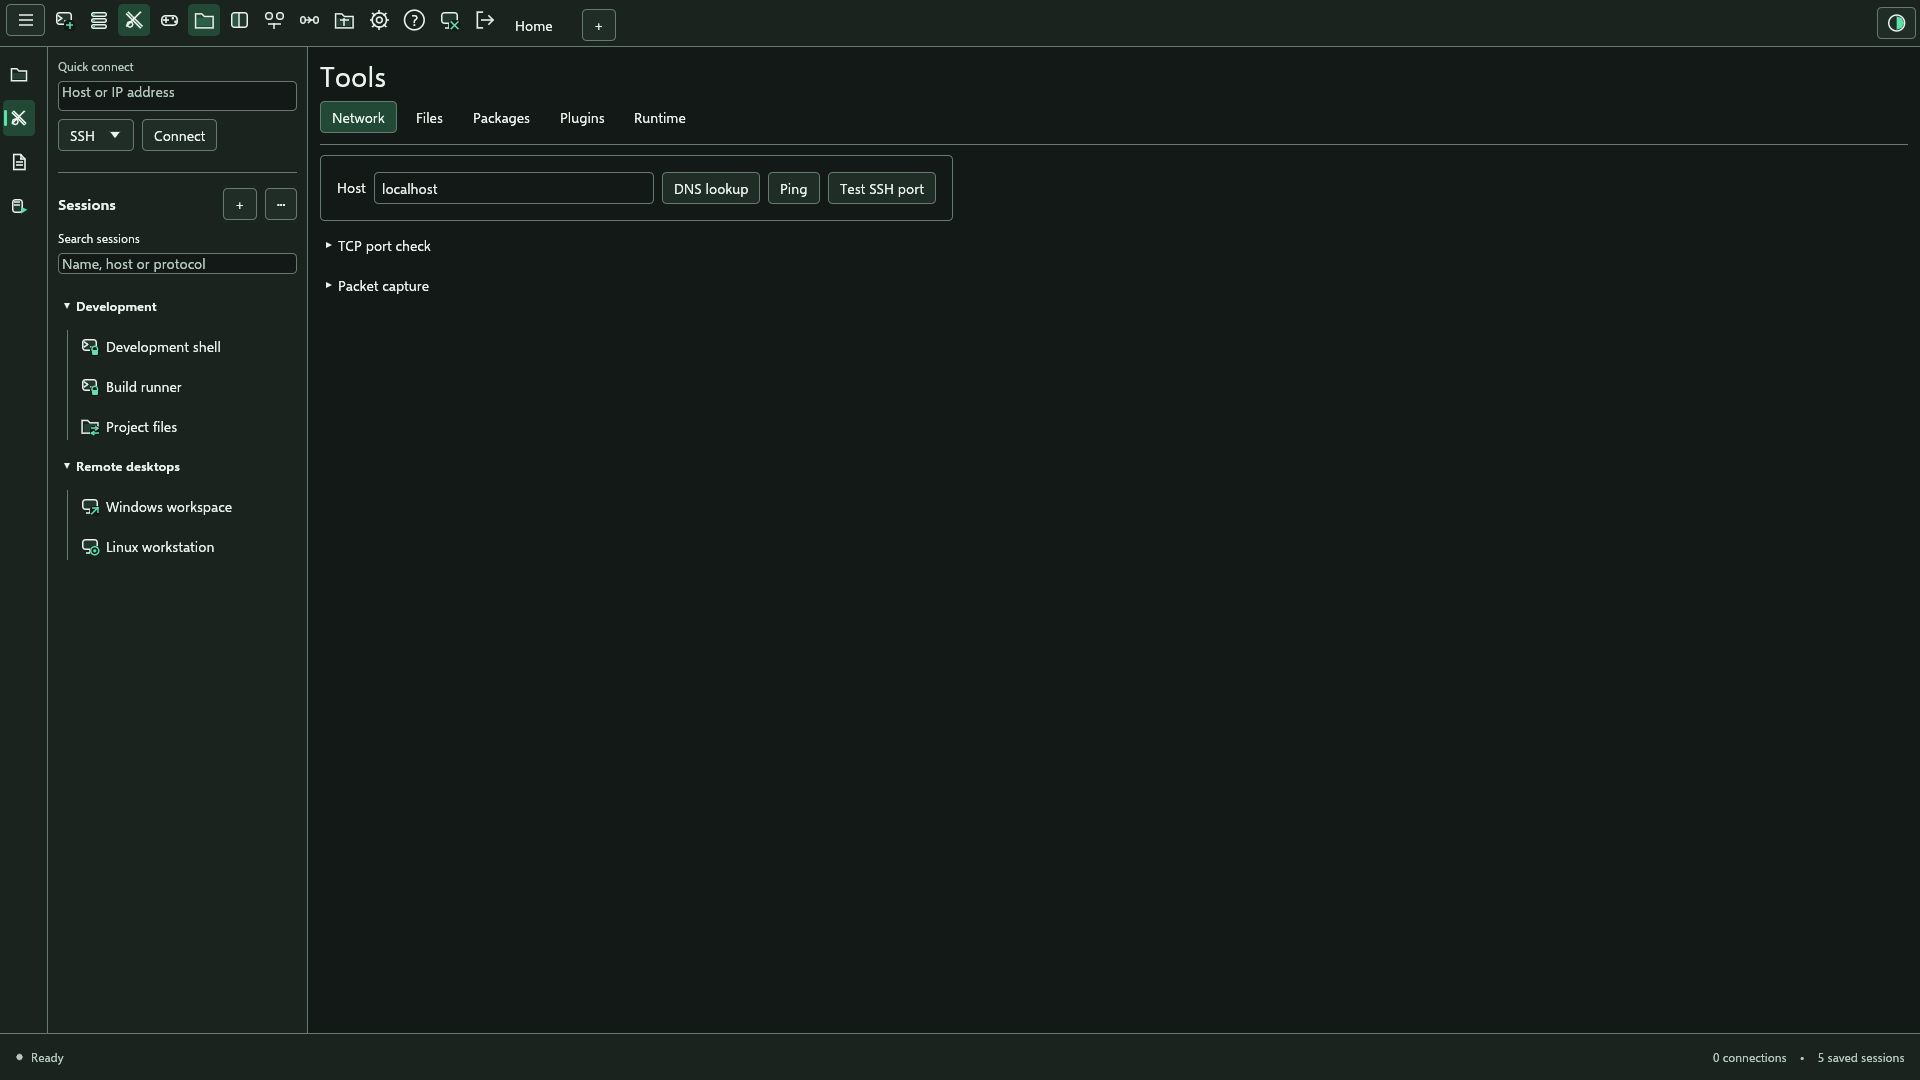 Home
+
Quick connect
Host or IP address
SSH
Connect
Sessions
+
...
Search sessions
Name, host or protocol
Development
Development shell
Build runner
Project files
Remote desktops
Windows workspace
Linux workstation
Tools
Network Files Packages Plugins Runtime
Host localhost DNS lookup Ping Test SSH port
TCP port check
Packet capture
Ready
0 connections • 5 saved sessions